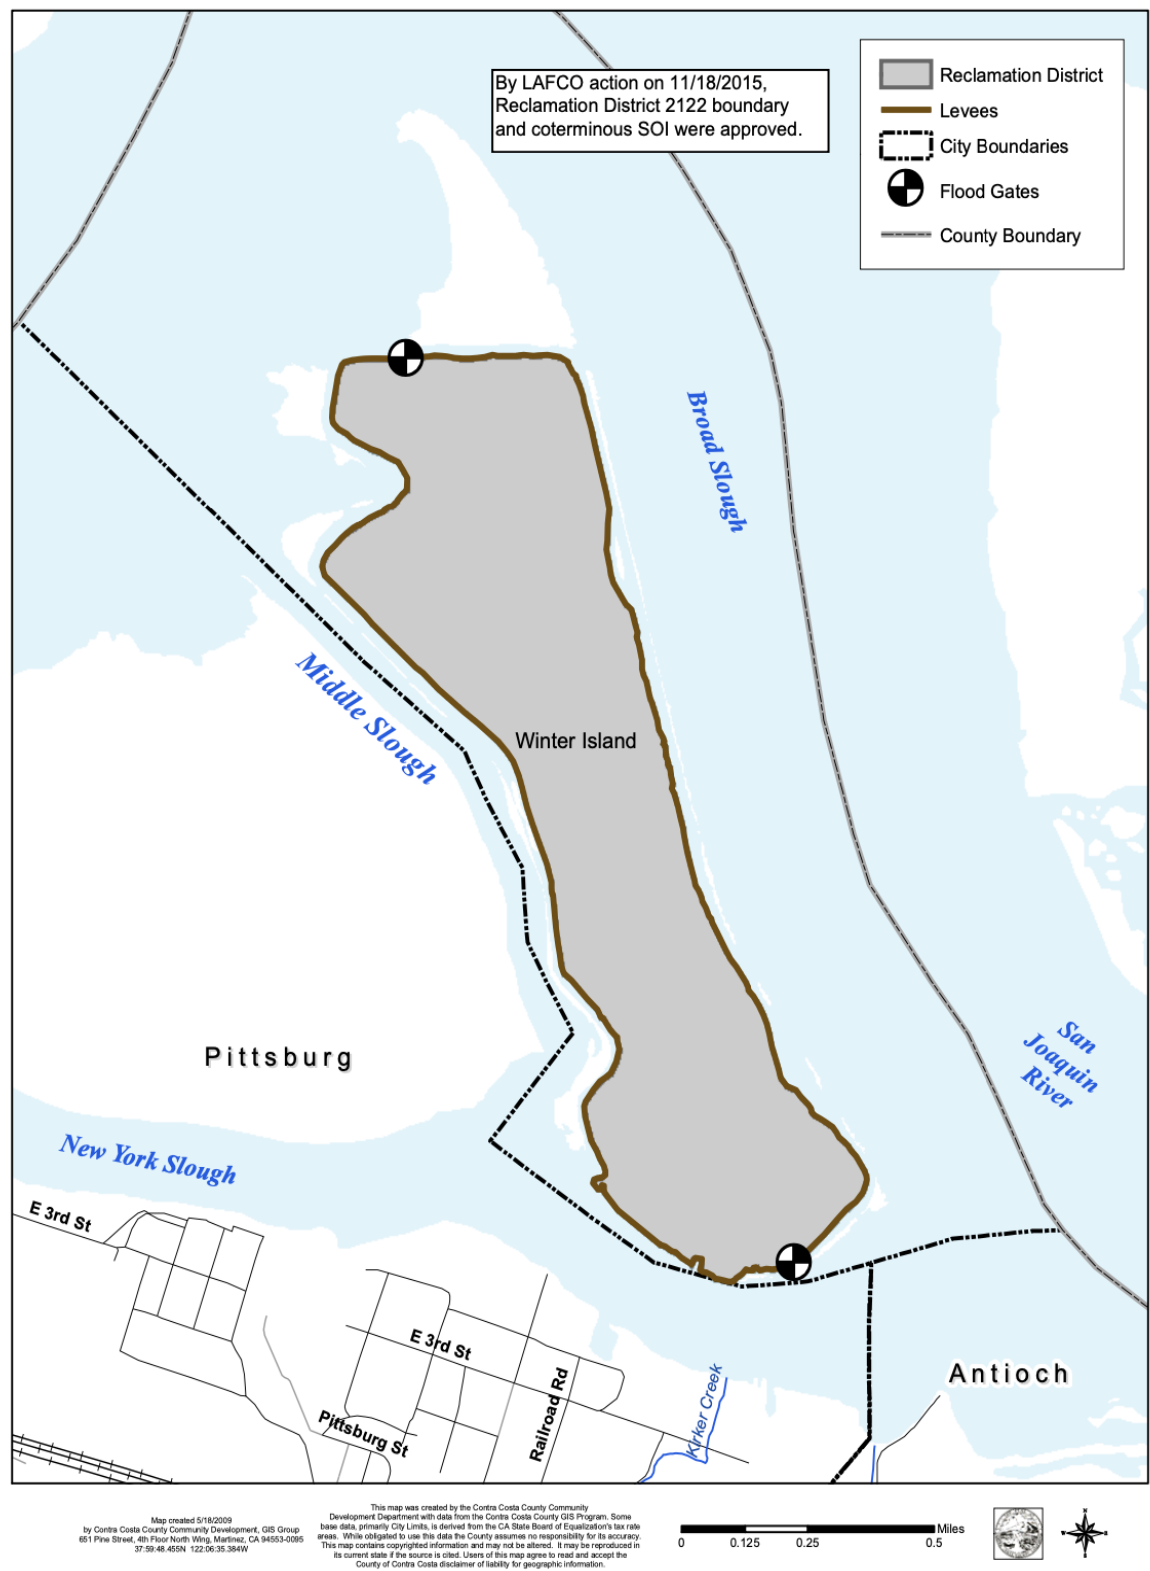 By LAFCO action on 11/18/2015,
Reclamation District 2122 boundary
and coterminous SOI were approved.
Reclamation District
Levees
City Boundaries
Flood Gates
County Boundary
Broad Slough
Middle Slough
Winter Island
San
Joaquin
River
Pittsburg
New York Slough
E 3rd St
E 3rd St
Railroad Rd
Pittsburg St
Kirker Creek
Antioch
Map created 5/18/2009
by Contra Costa County Community Development, GIS Group
651 Pine Street, 4th Floor North Wing, Martinez, CA 94553-0095
37:59:48.455N 122:06:35.384W
This map was created by the Contra Costa County Community
Development Department with data from the Contra Costa County GIS Program. Some
base data, primarily City Limits, is derived from the CA State Board of Equalization's tax rate
areas. While obligated to use this data the County assumes no responsibility for its accuracy.
This map contains copyrighted information and may not be altered. It may be reproduced in
its current state if the source is cited. Users of this map agree to read and accept the
County of Contra Costa disclaimer of liability for geographic information.
Miles
0 0.125 0.25 0.5